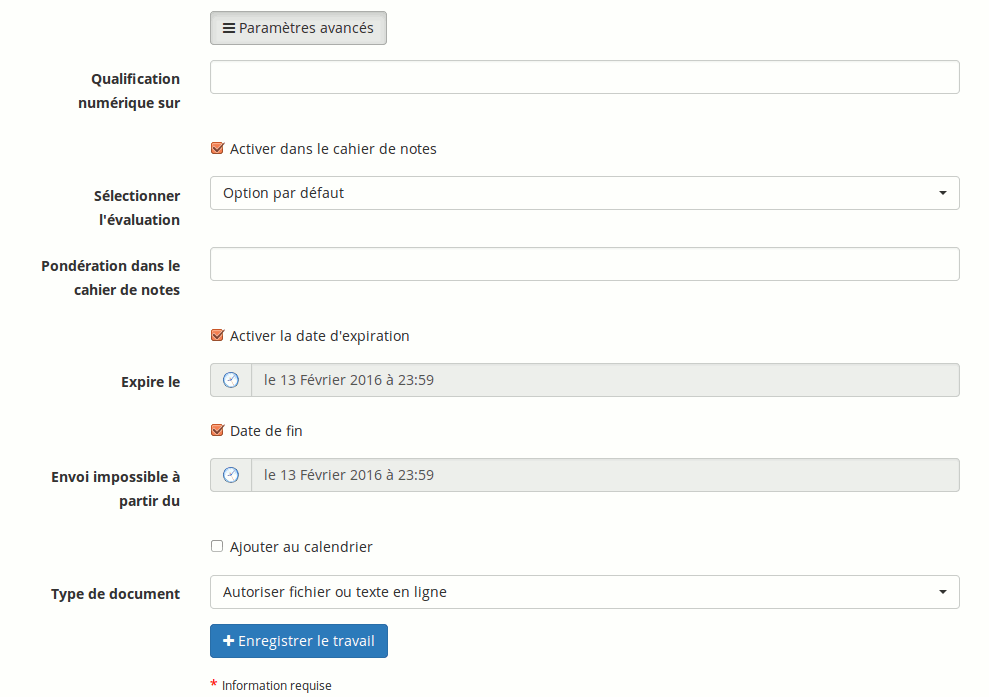 Paramètres avancés
Qualification
numérique sur
Activer dans le cahier de notes
Sélectionner
l'évaluation
Option par défaut
Pondération dans le
cahier de notes
Activer la date d'expiration
Expire le
le 13 Février 2016 à 23:59
Date de fin
Envoi impossible à
partir du
le 13 Février 2016 à 23:59
Ajouter au calendrier
Type de document
Autoriser fichier ou texte en ligne
Enregistrer le travail
* Information requise